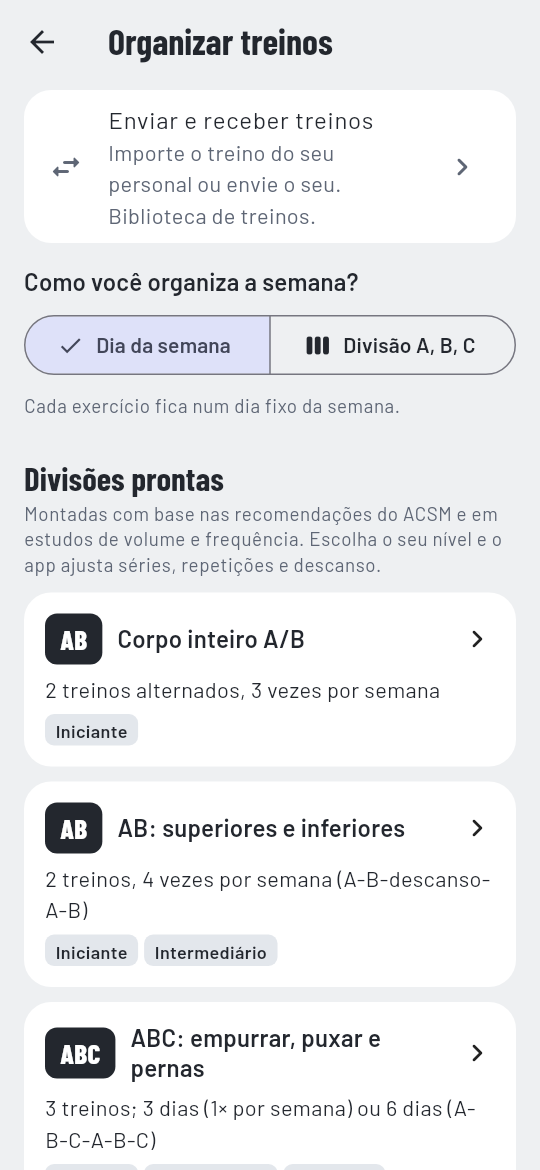 Organizar treinos
Enviar e receber treinos
Importe o treino do seu
personal ou envie o seu.
Biblioteca de treinos.
Como você organiza a semana?
Dia da semana
Divisão A, B, C
Cada exercício fica num dia fixo da semana.
Divisões prontas
Montadas com base nas recomendações do ACSM e em
estudos de volume e frequência. Escolha o seu nível e o
app ajusta séries, repetições e descanso.
AB
Corpo inteiro A/B
2 treinos alternados, 3 vezes por semana
Iniciante
AB
AB: superiores e inferiores
2 treinos, 4 vezes por semana (A-B-descanso-
A-B)
Iniciante
Intermediário
ABC
ABC: empurrar, puxar e
pernas
3 treinos; 3 dias (1× por semana) ou 6 dias (A-
B-C-A-B-C)